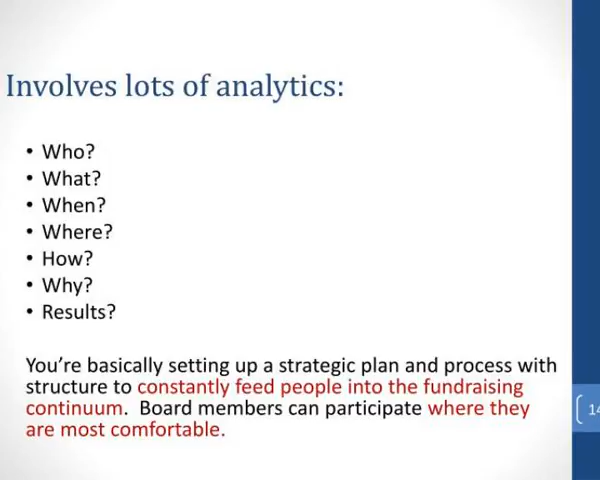 Involves lots of analytics:
• Who?
• What?
• When?
• Where?
• How?
• Why?
• Results?
You’re basically setting up a strategic plan and process with
structure to constantly feed people into the fundraising
continuum.  Board members can participate where they
are most comfortable.
14